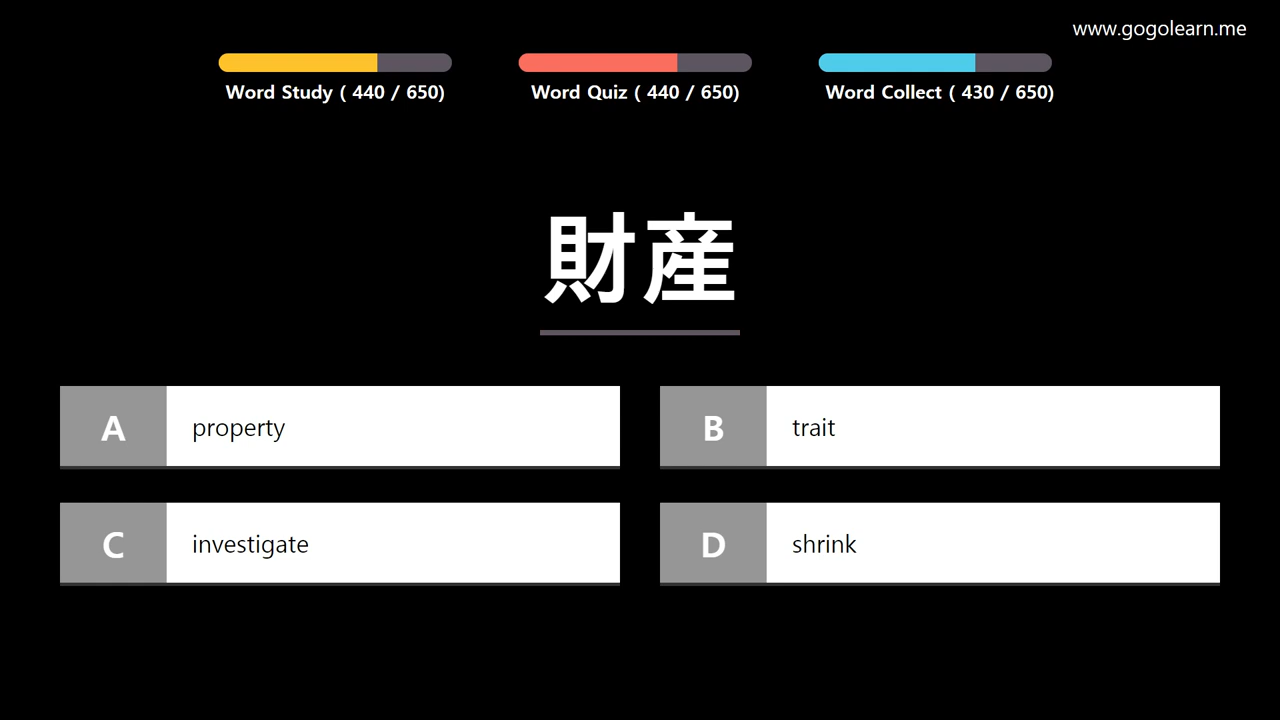 www.gogolearn.me
Word Study ( 440 / 650)
Word Quiz ( 440 / 650)
Word Collect ( 430 / 650)
財産
A property
B trait
C investigate
D shrink